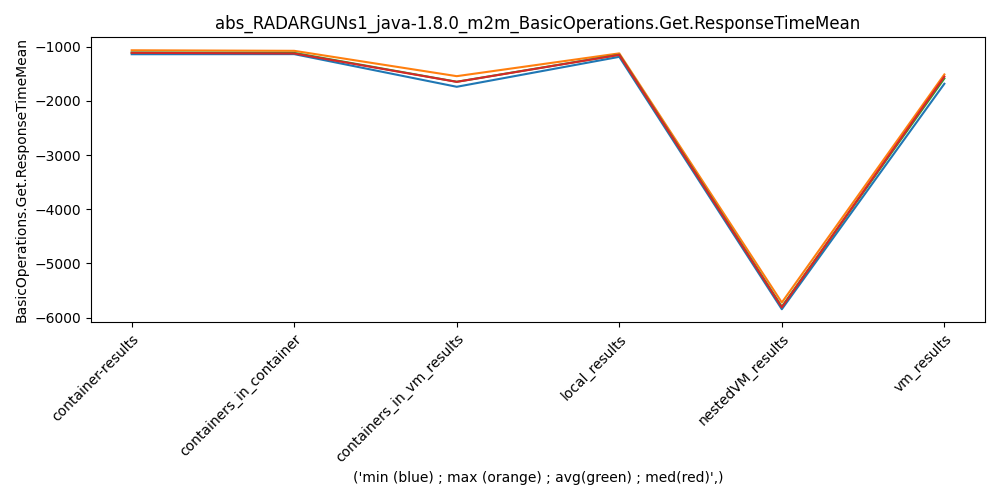 abs_RADARGUNs1_java-1.8.0_m2m_BasicOperations.Get.ResponseTimeMean
BasicOperations.Get.ResponseTimeMean
−1000
−2000
−3000
−4000
−5000
−6000
container-results
containers_in_container
containers_in_vm_results
local_results
nestedVM_results
vm_results
('min (blue) ; max (orange) ; avg(green) ; med(red)',)